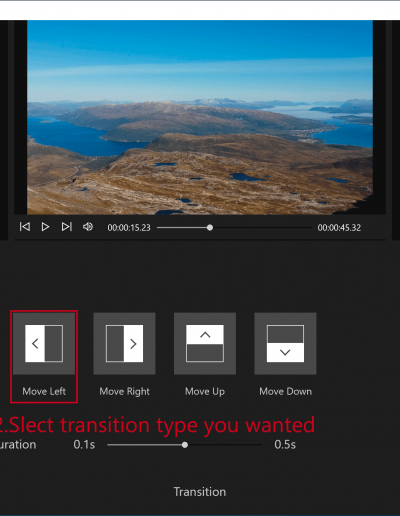 00:00:15.23 00:00:45.32
Move Left Move Right Move Up Move Down
2.Slect transition type you wanted
uration 0.1s 0.5s
Transition